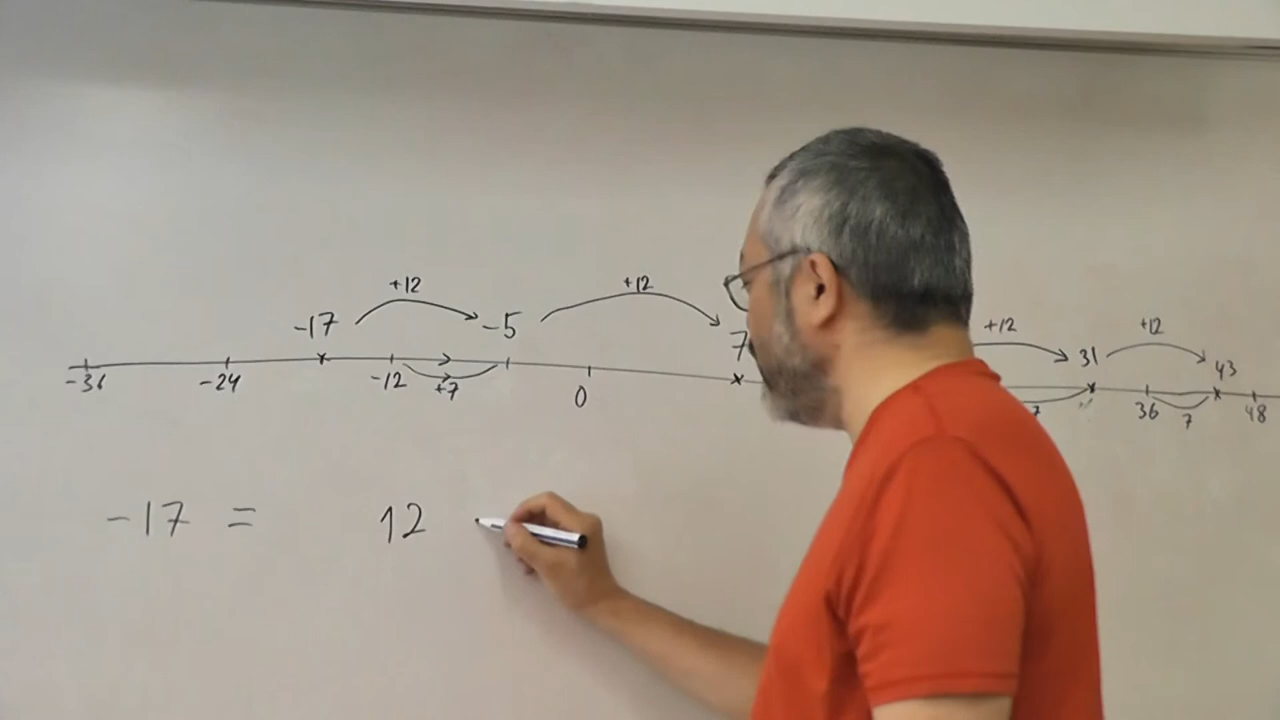 +12 +12 +12 +12
-17 -5 7 31 43
-36 -24 -12 +7 0 7 36 7 48
-17 = 12